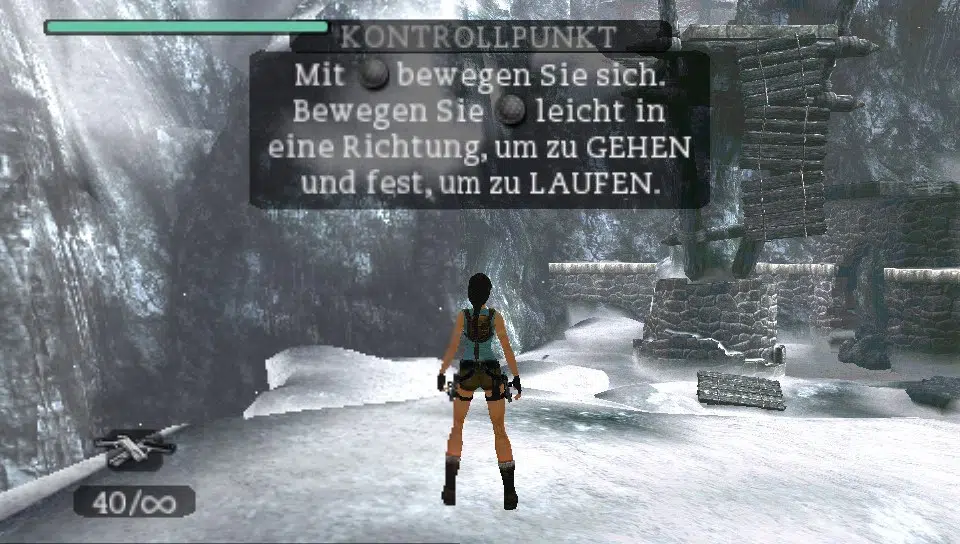 KONTROLLPUNKT
Mit bewegen Sie sich.
Bewegen Sie leicht in
eine Richtung, um zu GEHEN
und fest, um zu LAUFEN.
40/∞